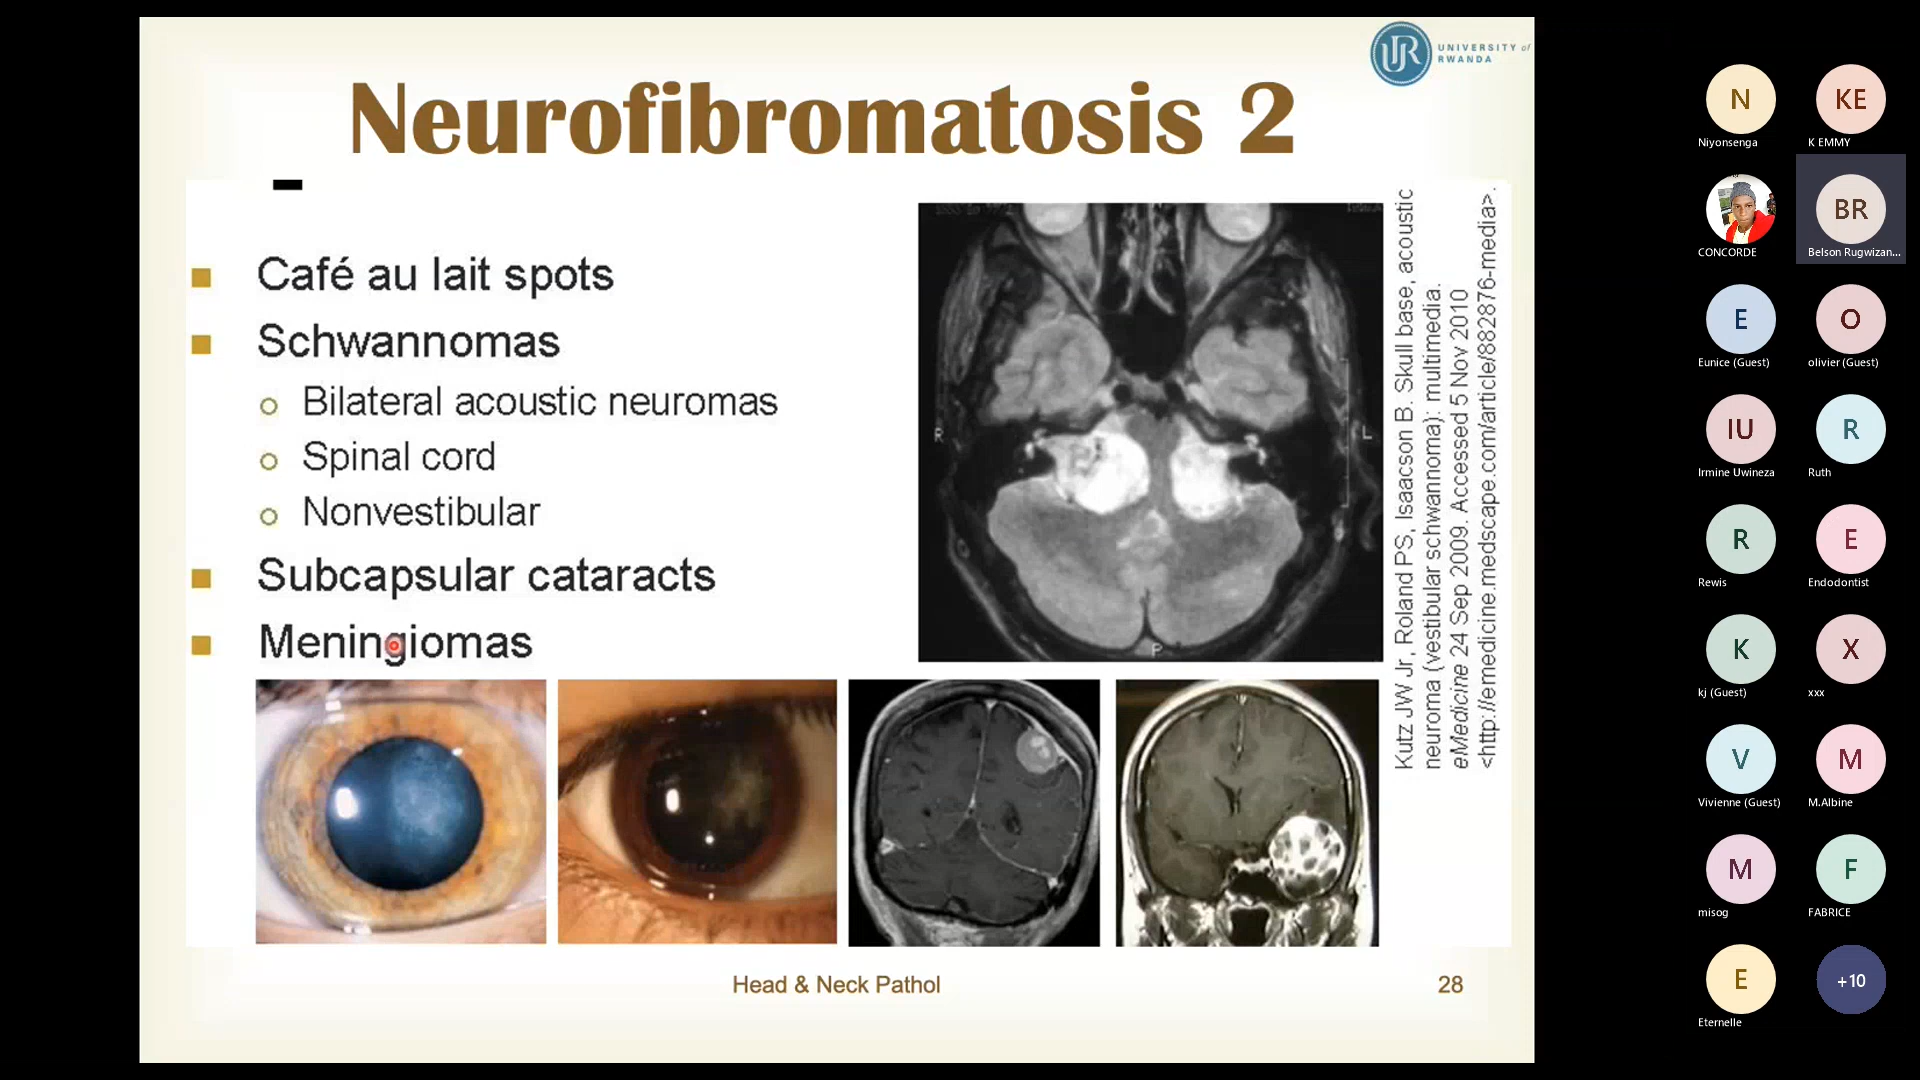 UNIVERSITY of
RWANDA
Neurofibromatosis 2
Café au lait spots
Schwannomas
Bilateral acoustic neuromas
Spinal cord
Nonvestibular
Subcapsular cataracts
Meningiomas
R
L
P
Kutz JW Jr, Roland PS, Isaacson B. Skull base, acoustic
neuroma (vestibular schwannoma): multimedia.
eMedicine 24 Sep 2009. Accessed 5 Nov 2010
<http://emedicine.medscape.com/article/882876-media>.
Head & Neck Pathol
28
N
Niyonsenga
KE
K EMMY
CONCORDE
BR
Belson Rugwizan...
E
Eunice (Guest)
O
olivier (Guest)
IU
Irmine Uwineza
R
Ruth
R
Rewis
E
Endodontist
K
kj (Guest)
X
xxx
V
Vivienne (Guest)
M
M.Albine
M
misog
F
FABRICE
E
Eternelle
+10